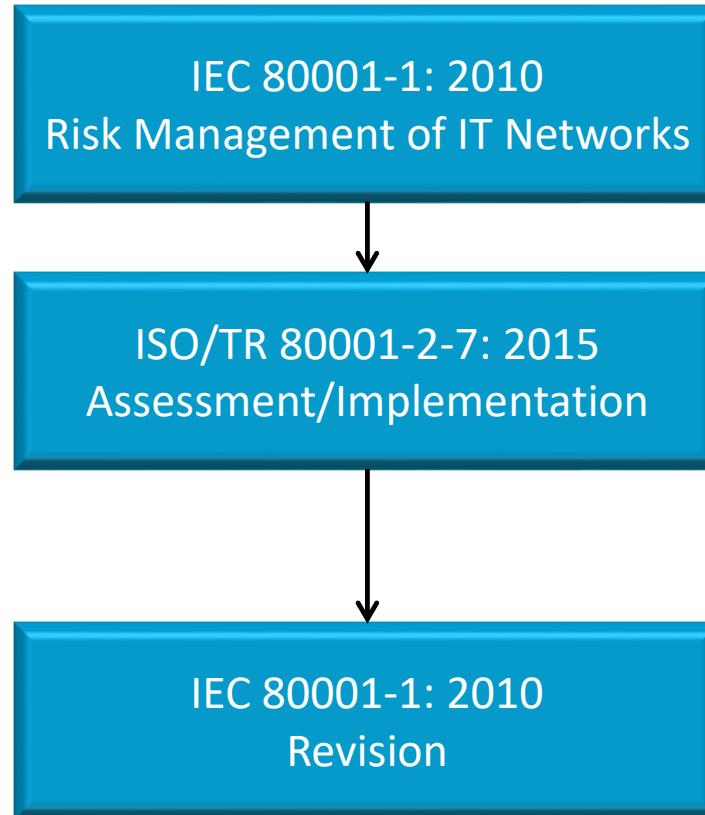 IEC 80001-1: 2010
Risk Management of IT Networks
ISO/TR 80001-2-7: 2015
Assessment/Implementation
IEC 80001-1: 2010
Revision